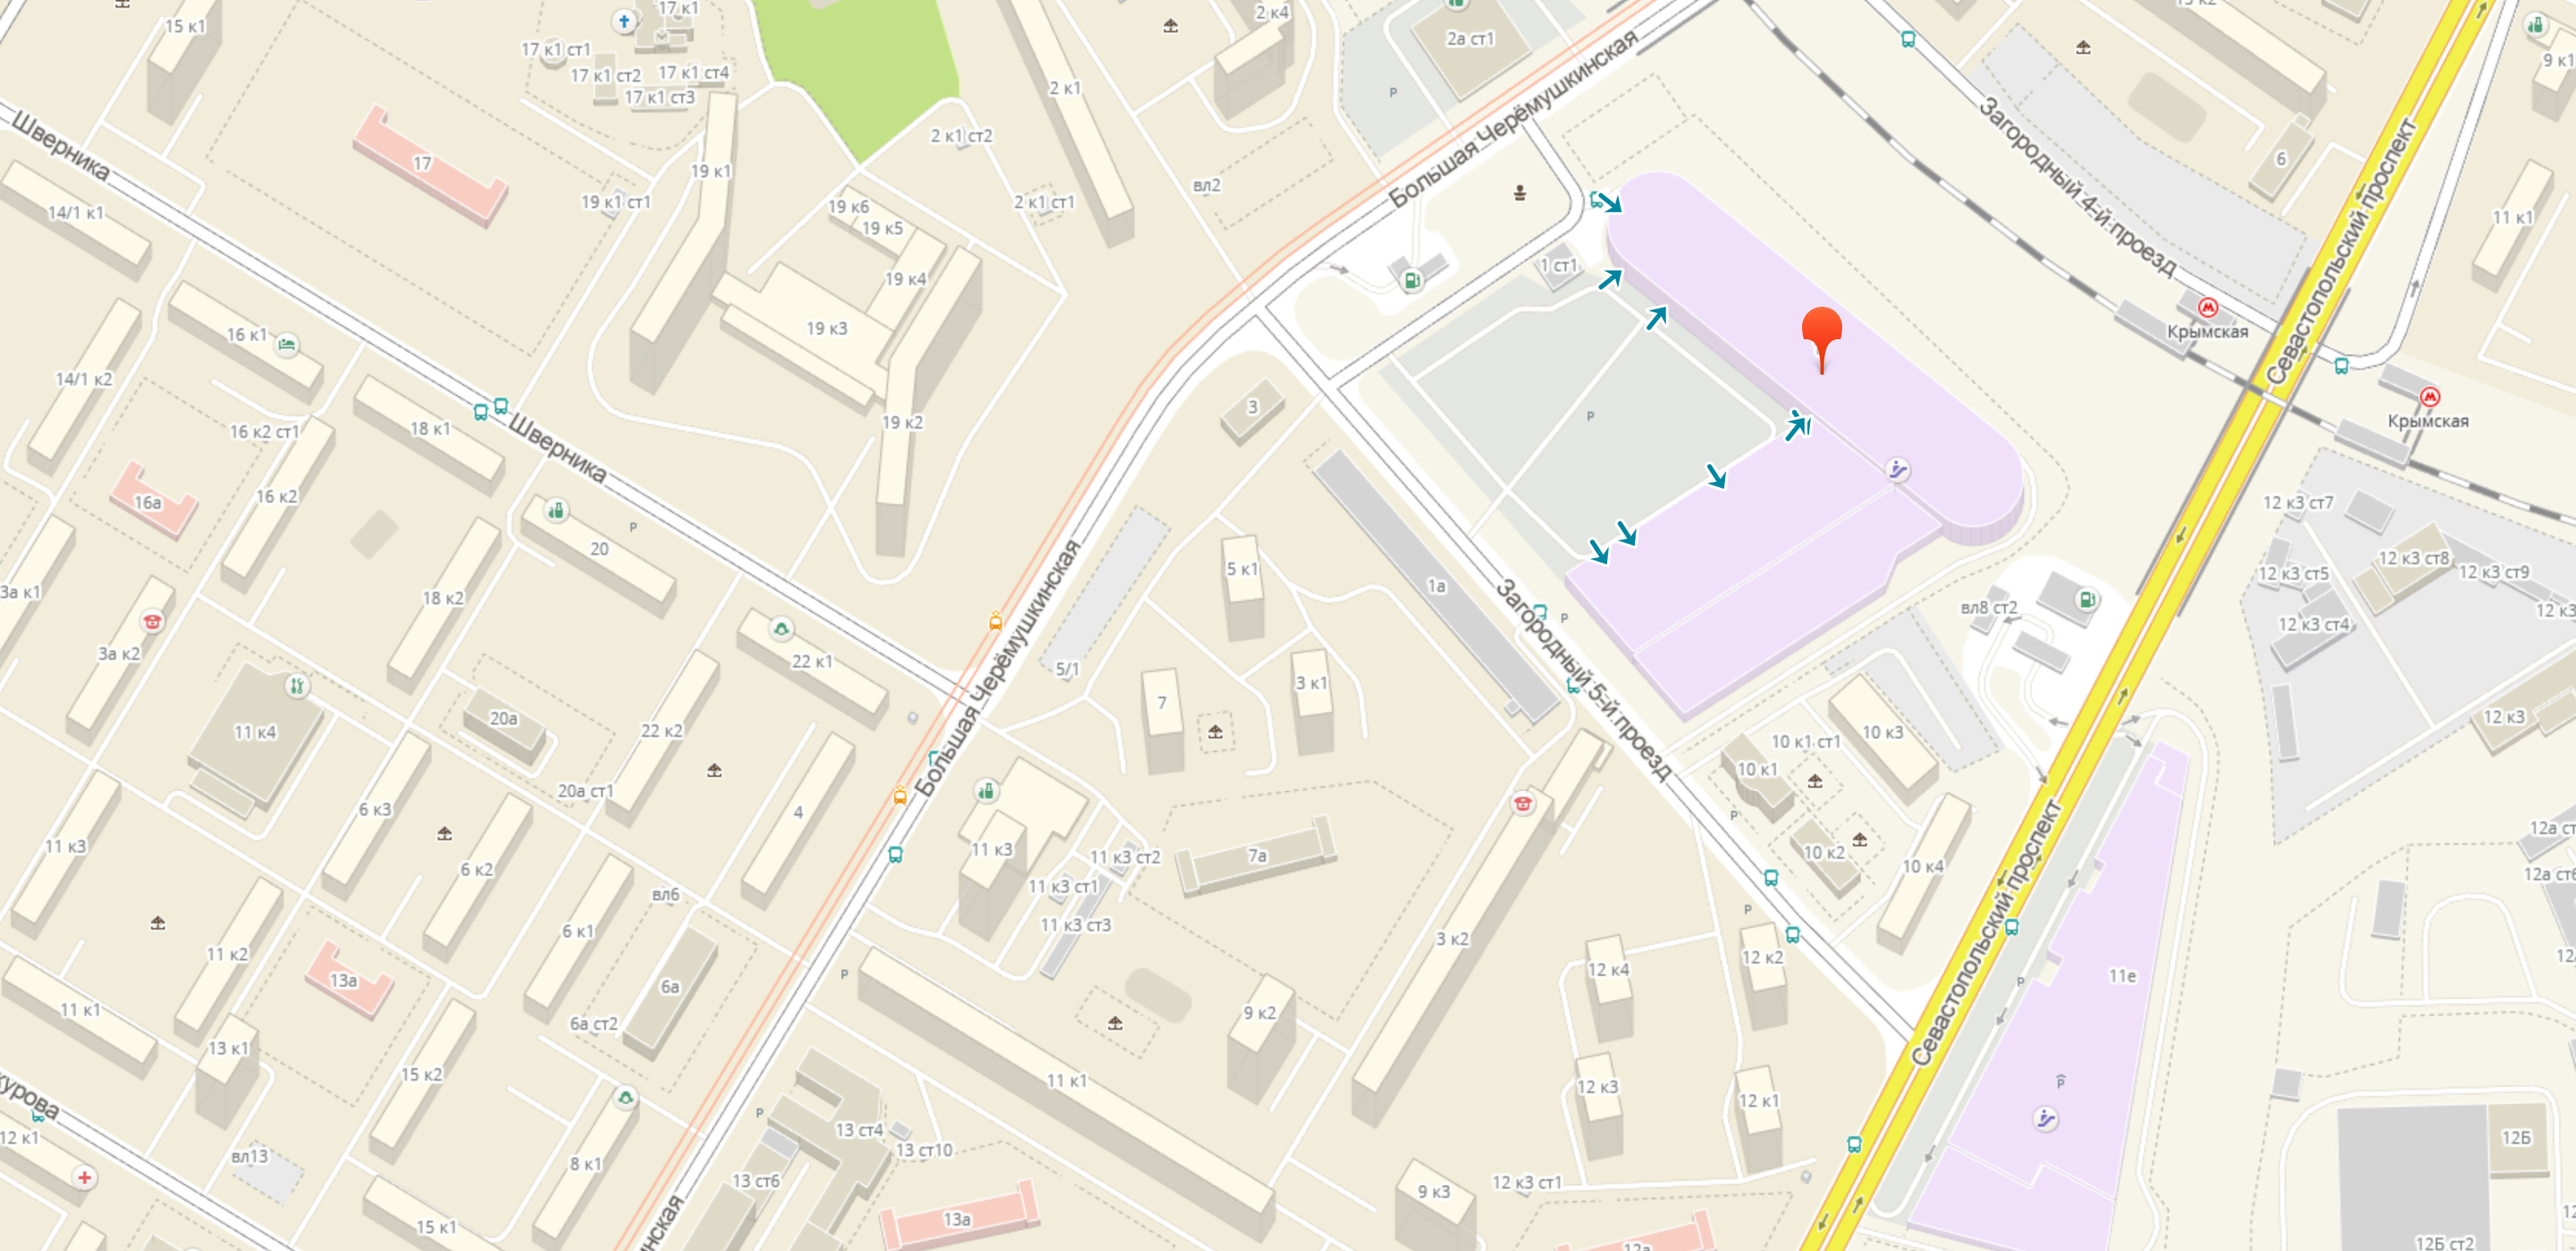 15 к1
17 к1
17 к1 ст1
17 к1 ст2
17 к1 ст4
17 к1 ст3
2 к4
2а ст1
2 к1
Большая Черёмушкинская
Загородный 4-й проезд
Севастопольский проспект
9 к1
6
Шверника
17
19 к1
2 к1 ст2
14/1 к1
19 к1 ст1
19 к6
19 к5
2 к1 ст1
вл2
P
11 к1
19 к4
1 ст1
16 к1
19 к3
Крымская
14/1 к2
Крымская
3
P
18 к1
16 к2 ст1
19 к2
Шверника
16а
16 к2
20
P
12 к3 ст7
12 к3 ст8
12 к3 ст9
12 к3 ст5
3а к1
18 к2
5 к1
1а
Загородный 5-й проезд
P
вл8 ст2
12 к3 ст4
3а к2
22 к1
5/1
Большая Черёмушкинская
7
3 к1
20а
22 к2
11 к4
10 к1 ст1
10 к3
12 к3
10 к1
20а ст1
6 к3
4
P
11 к3
6 к2
11 к3
11 к3 ст2
7а
10 к2
10 к4
Севастопольский проспект
вл6
11 к3 ст1
11 к3 ст3
P
11 к2
6 к1
3 к2
12 к4
12 к2
13а
6а
P
P
11е
11 к1
6а ст2
9 к2
13 к1
15 к2
11 к1
12 к3
12 к1
P
P
12 к1
13 ст4
13 ст10
12Б
вл13
8 к1
13 ст6
12 к3 ст1
9 к3
15 к1
13а
12Б ст2